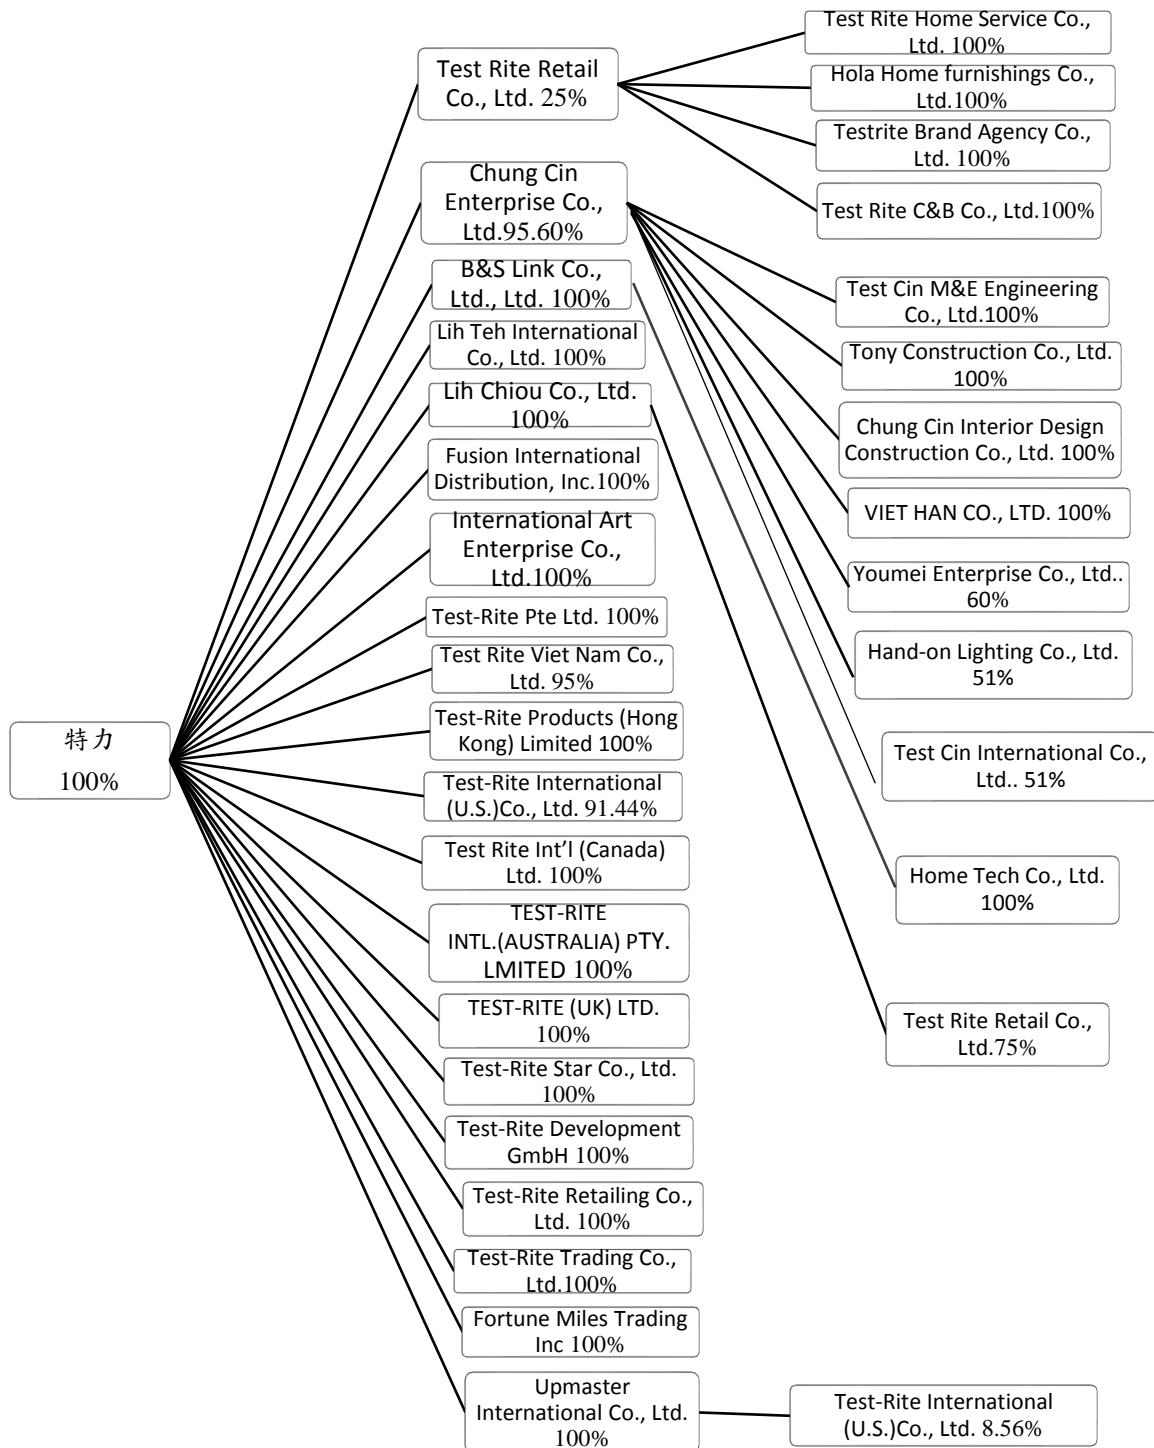 特力
100%
Test Rite Retail
Co., Ltd. 25%
Chung Cin
Enterprise Co.,
Ltd.95.60%
B&S Link Co.,
Ltd., Ltd. 100%
Lih Teh International
Co., Ltd. 100%
Lih Chiou Co., Ltd.
100%
Fusion International
Distribution, Inc.100%
International Art
Enterprise Co.,
Ltd.100%
Test-Rite Pte Ltd. 100%
Test Rite Viet Nam Co.,
Ltd. 95%
Test-Rite Products (Hong
Kong) Limited 100%
Test-Rite International
(U.S.)Co., Ltd. 91.44%
Test Rite Int’l (Canada)
Ltd. 100%
TEST-RITE
INTL.(AUSTRALIA) PTY.
LMITED 100%
TEST-RITE (UK) LTD.
100%
Test-Rite Star Co., Ltd.
100%
Test-Rite Development
GmbH 100%
Test-Rite Retailing Co.,
Ltd. 100%
Test-Rite Trading Co.,
Ltd.100%
Fortune Miles Trading
Inc 100%
Upmaster
International Co., Ltd.
100%
Test Rite Home Service Co.,
Ltd. 100%
Hola Home furnishings Co.,
Ltd.100%
Testrite Brand Agency Co.,
Ltd. 100%
Test Rite C&B Co., Ltd.100%
Test Cin M&E Engineering
Co., Ltd.100%
Tony Construction Co., Ltd.
100%
Chung Cin Interior Design
Construction Co., Ltd. 100%
VIET HAN CO., LTD. 100%
Youmei Enterprise Co., Ltd..
60%
Hand-on Lighting Co., Ltd.
51%
Test Cin International Co.,
Ltd.. 51%
Home Tech Co., Ltd.
100%
Test Rite Retail Co.,
Ltd.75%
Test-Rite International
(U.S.)Co., Ltd. 8.56%